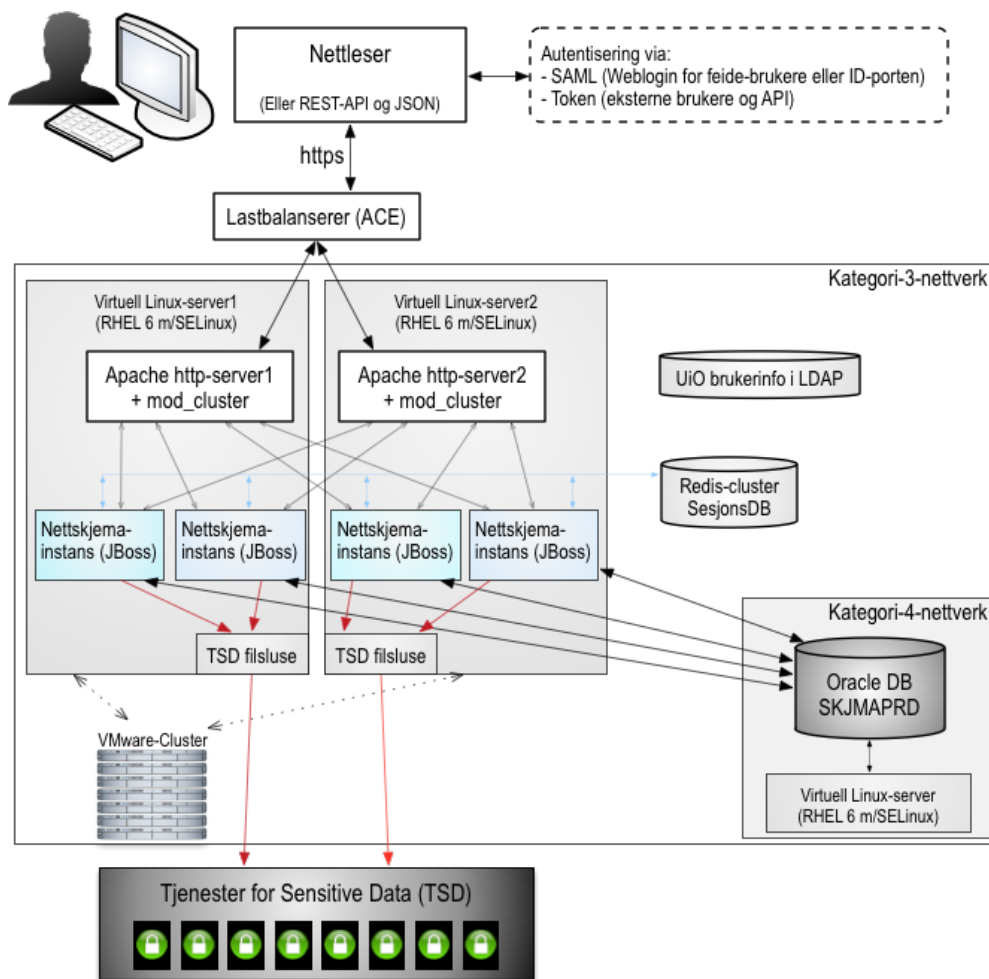 Nettleser
(Eller REST-API og JSON)
Autentisering via:
- SAML (Weblogin for feide-brukere eller ID-porten)
- Token (eksterne brukere og API)
https
Lastbalanserer (ACE)
Kategori-3-nettverk
Virtuell Linux-server1
(RHEL 6 m/SELinux)
Virtuell Linux-server2
(RHEL 6 m/SELinux)
Apache http-server1
+ mod_cluster
Apache http-server2
+ mod_cluster
UiO brukerinfo i LDAP
Redis-cluster
SesjonsDB
Nettskjema-
instans (JBoss)
Nettskjema-
instans (JBoss)
Nettskjema-
instans (JBoss)
Nettskjema-
instans (JBoss)
Kategori-4-nettverk
TSD filsluse
TSD filsluse
Oracle DB
SKJMAPRD
VMware-Cluster
Virtuell Linux-server
(RHEL 6 m/SELinux)
Tjenester for Sensitive Data (TSD)